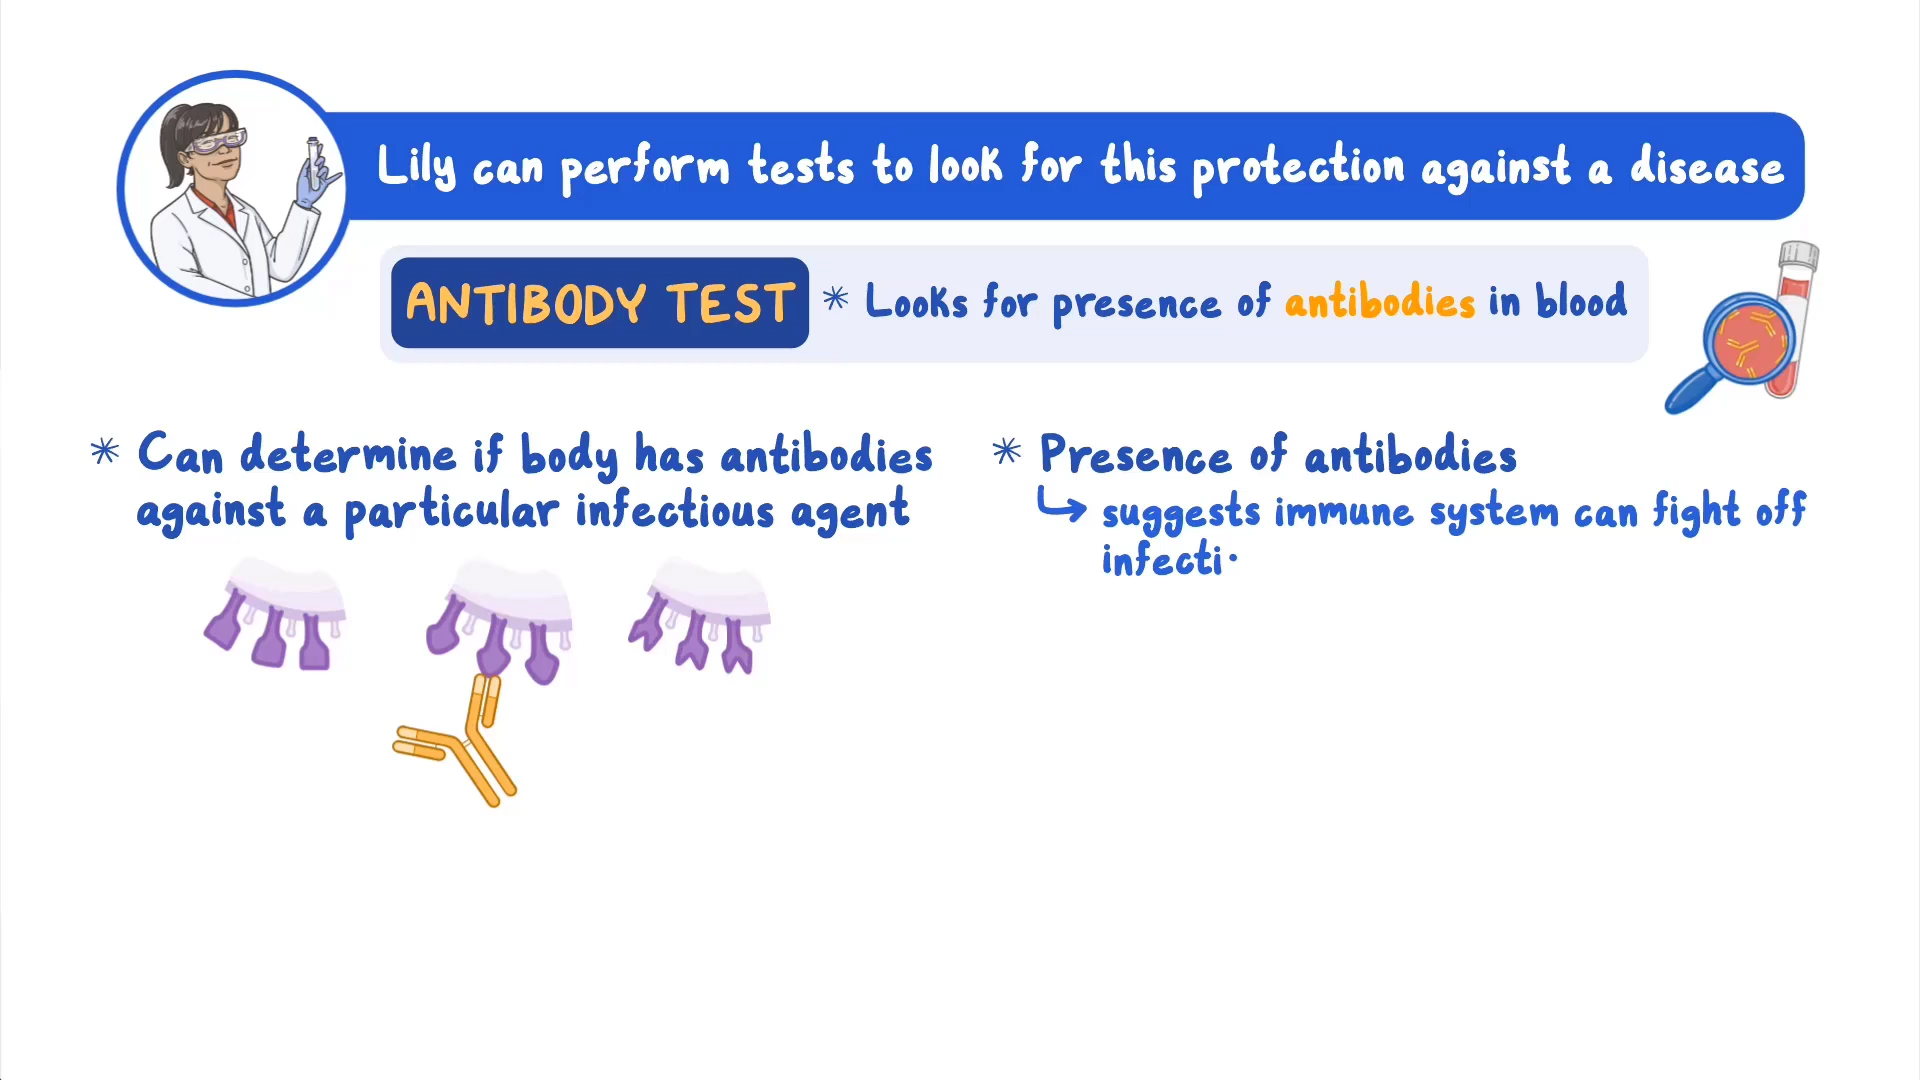 Lily can perform tests to look for this protection against a disease
ANTIBODY TEST * Looks for presence of antibodies in blood
* Can determine if body has antibodies
against a particular infectious agent
* Presence of antibodies
↳ suggests immune system can fight off
infecti